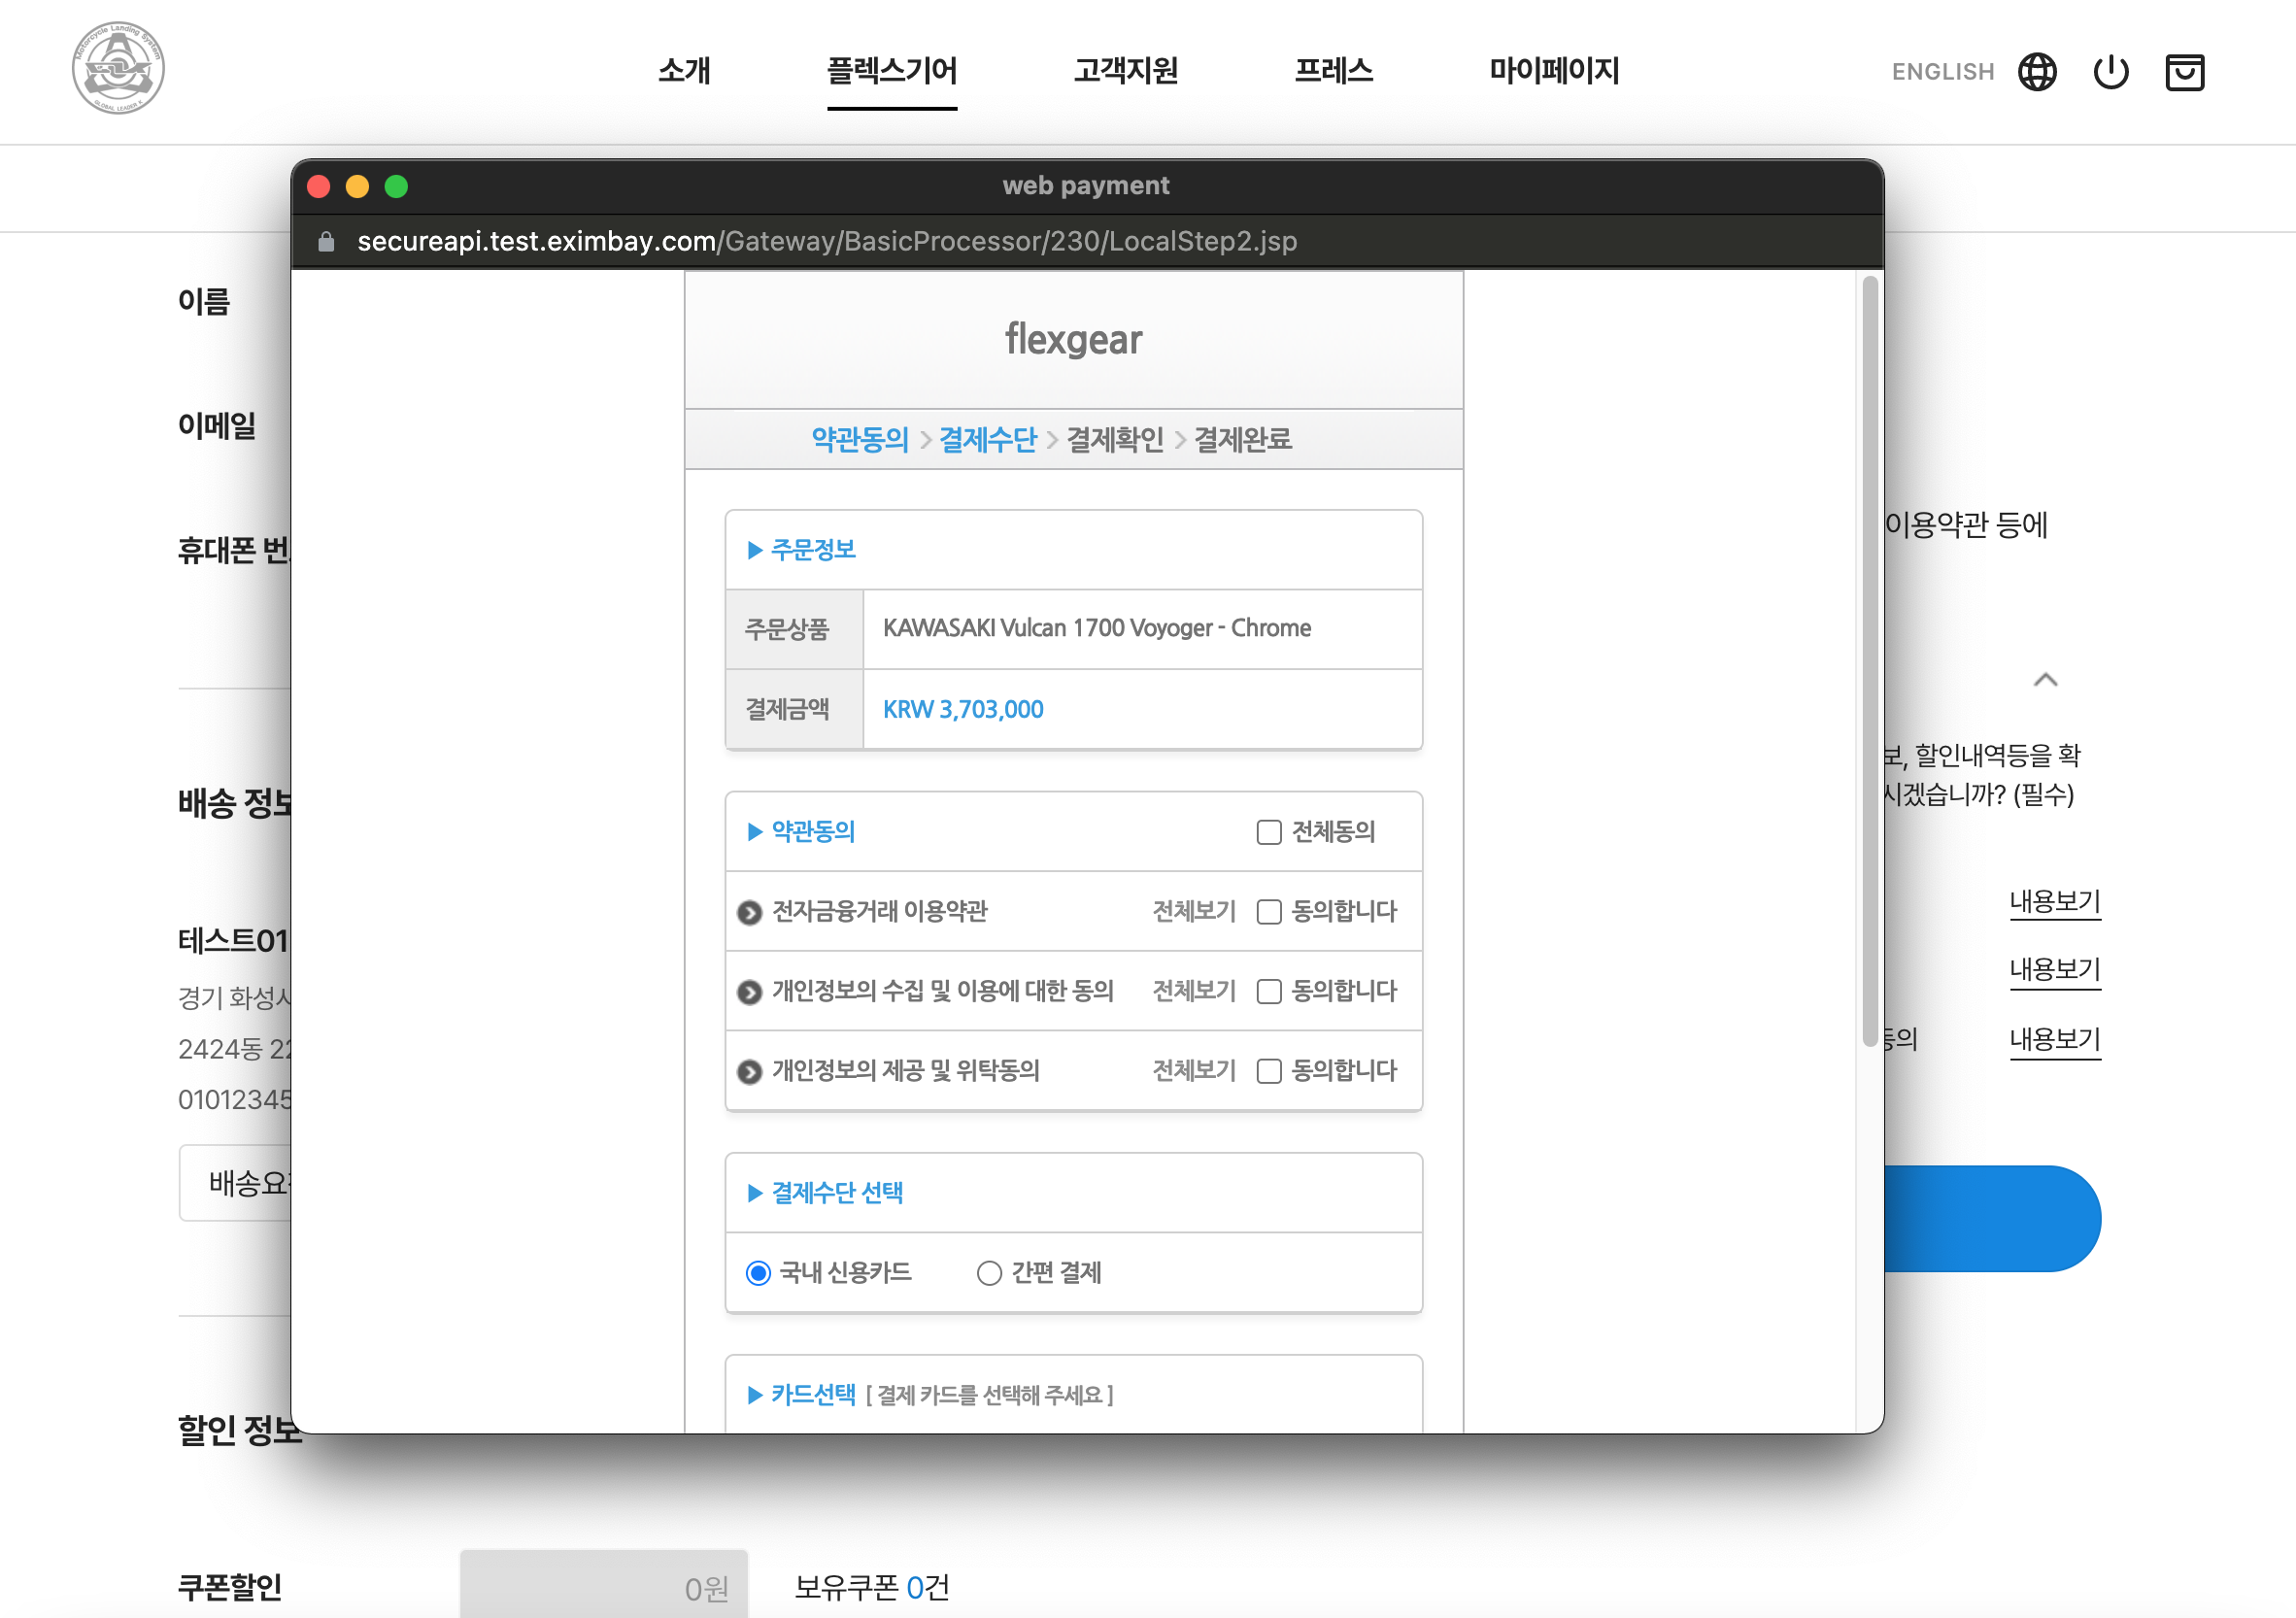 Motorcycle Landing System
GLOBAL LEADER K
소개
플렉스기어
고객지원
프레스
마이페이지
ENGLISH
web payment
secureapi.test.eximbay.com/Gateway/BasicProcessor/230/LocalStep2.jsp
이름
이메일
휴대폰
배송 정보
테스트01
경기 화성시
2424동 22
01012345
배송요
할인 정보
쿠폰할인
0원
보유쿠폰 0건
flexgear
약관동의 > 결제수단 > 결제확인 > 결제완료
주문정보
주문상품 KAWASAKI Vulcan 1700 Voyoger - Chrome
결제금액 KRW 3,703,000
약관동의 전체동의
전자금융거래 이용약관 전체보기 동의합니다
개인정보의 수집 및 이용에 대한 동의 전체보기 동의합니다
개인정보의 제공 및 위탁동의 전체보기 동의합니다
결제수단 선택
국내 신용카드 간편 결제
카드선택 [ 결제 카드를 선택해 주세요 ]
이용약관 등에
보, 할인내역등을 확
시겠습니까? (필수)
내용보기
내용보기
동의 내용보기